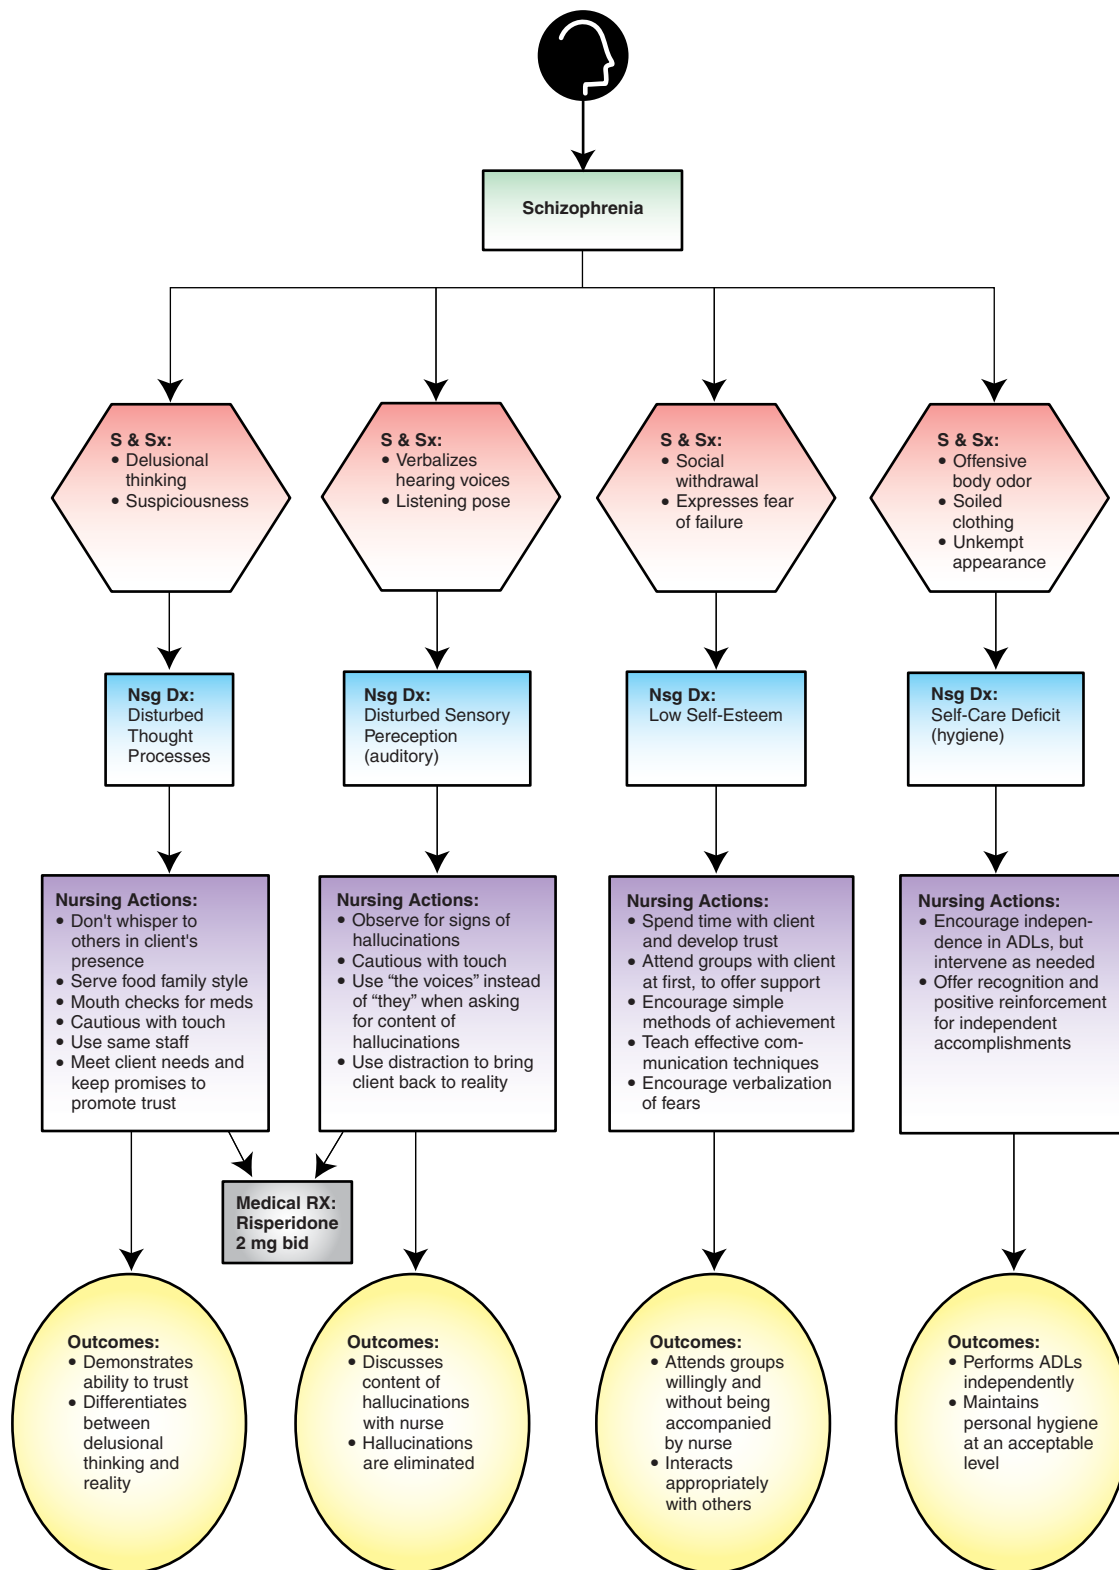 Schizophrenia
S & Sx:
• Delusional
thinking
• Suspiciousness
S & Sx:
• Verbalizes
hearing voices
• Listening pose
S & Sx:
• Social
withdrawal
• Expresses fear
of failure
S & Sx:
• Offensive
body odor
• Soiled
clothing
• Unkempt
appearance
Nsg Dx:
Disturbed
Thought
Processes
Nsg Dx:
Disturbed Sensory
Pereception
(auditory)
Nsg Dx:
Low Self-Esteem
Nsg Dx:
Self-Care Deficit
(hygiene)
Nursing Actions:
• Don't whisper to
others in client's
presence
• Serve food family style
• Mouth checks for meds
• Cautious with touch
• Use same staff
• Meet client needs and
keep promises to
promote trust
Nursing Actions:
• Observe for signs of
hallucinations
• Cautious with touch
• Use “the voices” instead
of “they” when asking
for content of
hallucinations
• Use distraction to bring
client back to reality
Nursing Actions:
• Spend time with client
and develop trust
• Attend groups with client
at first, to offer support
• Encourage simple
methods of achievement
• Teach effective com-
munication techniques
• Encourage verbalization
of fears
Nursing Actions:
• Encourage indepen-
dence in ADLs, but
intervene as needed
• Offer recognition and
positive reinforcement
for independent
accomplishments
Medical RX:
Risperidone
2 mg bid
Outcomes:
• Demonstrates
ability to trust
• Differentiates
between
delusional
thinking and
reality
Outcomes:
• Discusses
content of
hallucinations
with nurse
• Hallucinations
are eliminated
Outcomes:
• Attends groups
willingly and
without being
accompanied
by nurse
• Interacts
appropriately
with others
Outcomes:
• Performs ADLs
independently
• Maintains
personal hygiene
at an acceptable
level